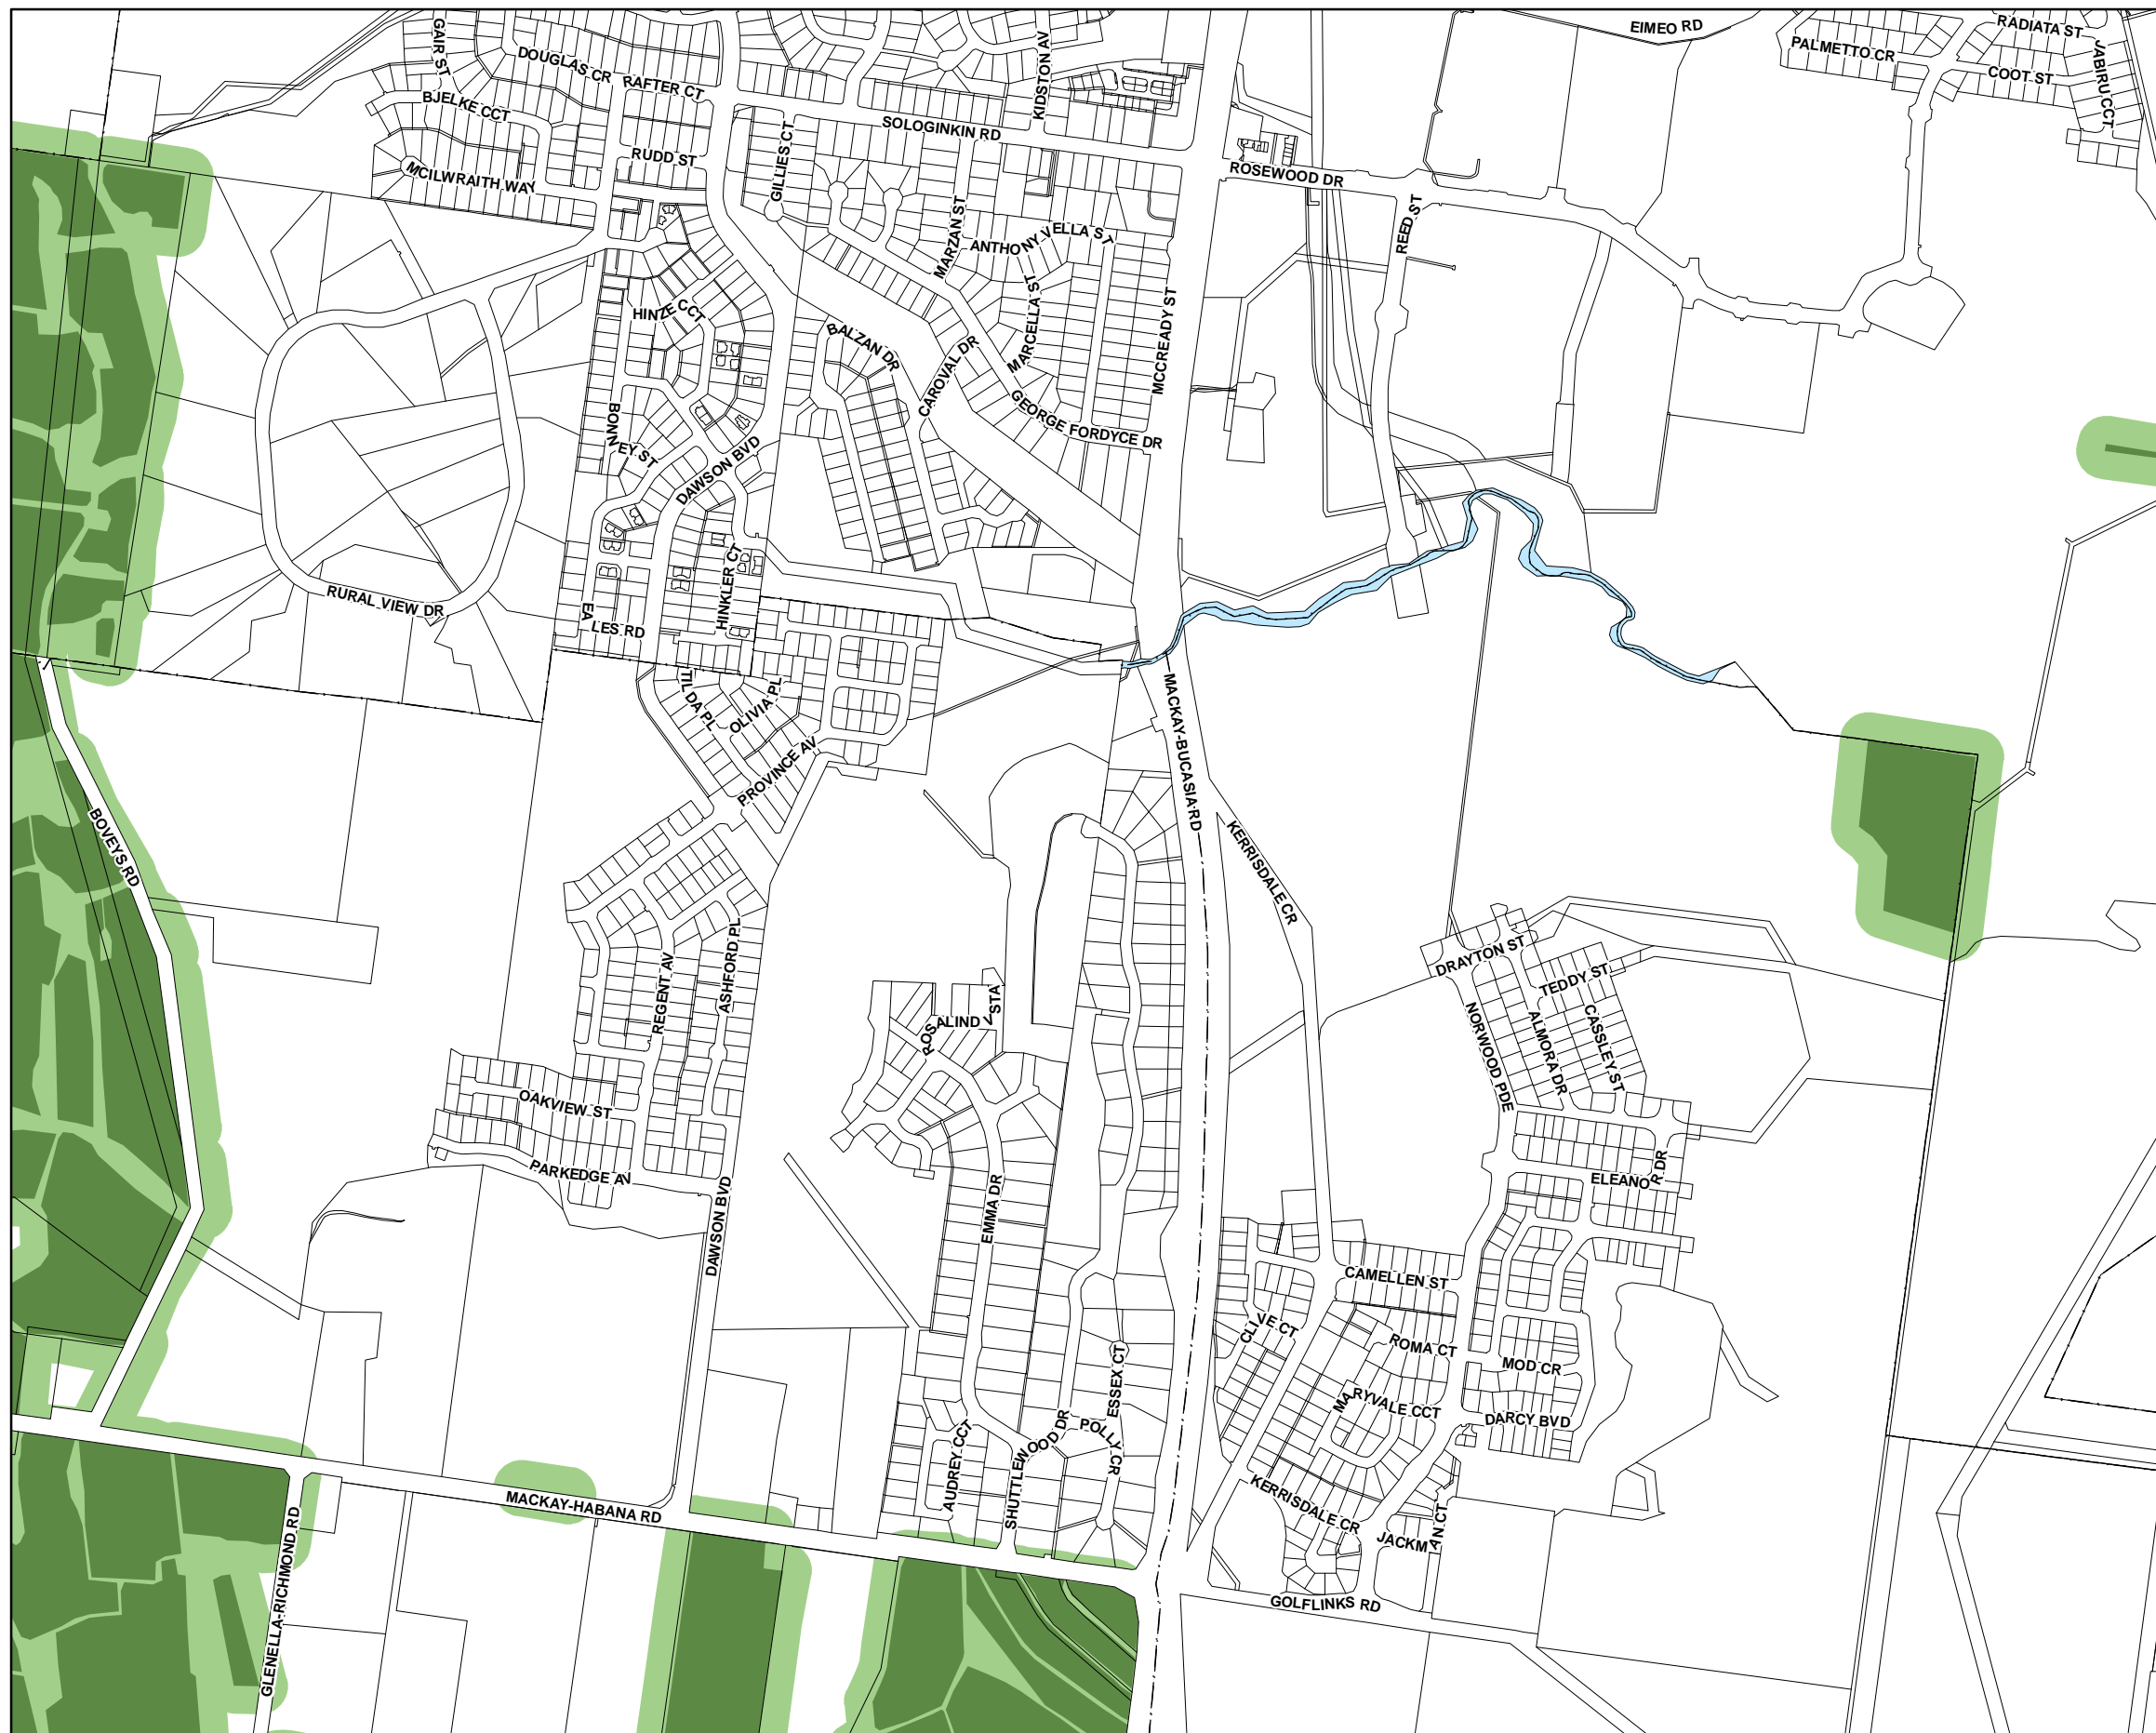 EIMEO RD
RADIATA ST
GAIR ST
DOUGLAS CR
RAFTER CT
KIDSTON AV
PALMETTO CR
COOT ST
JABIRU CCT
BJELKE CCT
SOLOGINKIN RD
GILLIES CT
RUDD ST
MCILWRAITH WAY
ROSEWOOD DR
REED ST
MARZAN ST
ANTHONY VELLA ST
MARCELLA ST
HINZE CCT
BALZAN DR
CAROVAL DR
MCCREADY ST
GEORGE FORDYCE DR
BONNEY ST
DAWSON BVD
HINKLER CT
RURAL VIEW DR
EALES RD
TILDA PL
OLIVIA PL
PROVINCE AV
MACKAY-BUCASIA RD
BOVEYS RD
KERRISDALE CR
ASHFORD PL
REGENT AV
DRAYTON ST
TEDDY ST
ROSALIND VSTA
NORWOOD PDE
ALMORA DR
CASSLEY ST
OAKVIEW ST
PARKEDGE AV
ELEANOR DR
DAWSON BVD
EMMA DR
CAMELLEN ST
CLIVE CT
ROMA CT
MOD CR
ESSEX CT
MARYVALE CCT
DARCY BVD
AUDREY CCT
SHUTTLEWOOD DR
POLLY CR
MACKAY-HABANA RD
KERRISDALE CR
JACKMAN CT
GLENELLA-RICHMOND RD
GOLFLINKS RD